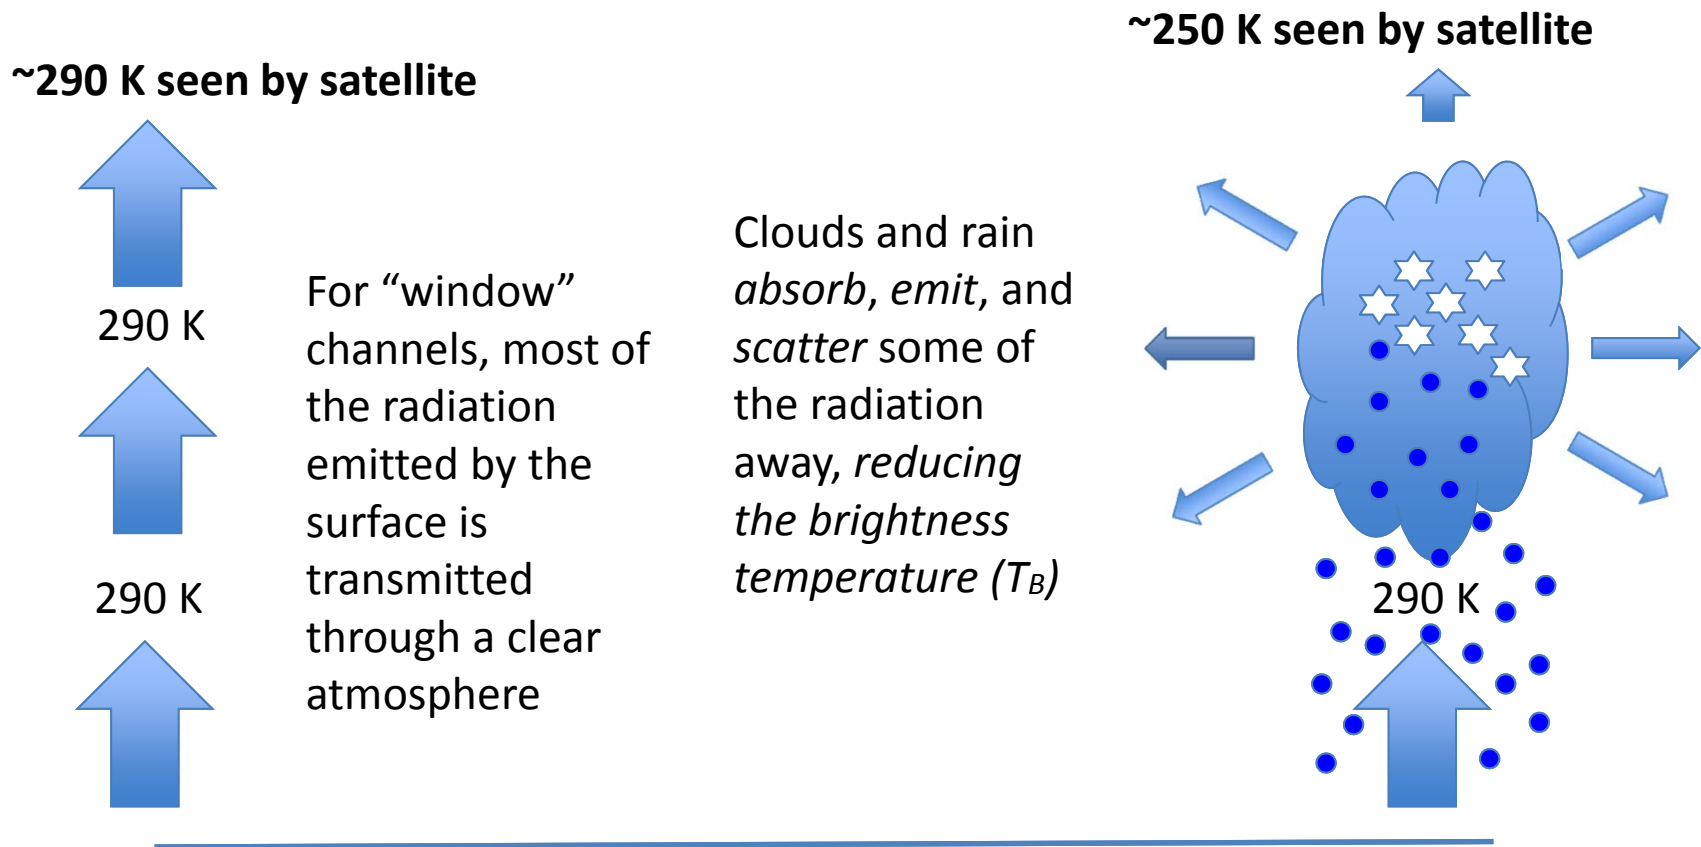 ~290 K seen by satellite
290 K
290 K
For “window”
channels, most of
the radiation
emitted by the
surface is
transmitted
through a clear
atmosphere
Clouds and rain
absorb, emit, and
scatter some of
the radiation
away, reducing
the brightness
temperature (TB)
~250 K seen by satellite
290 K